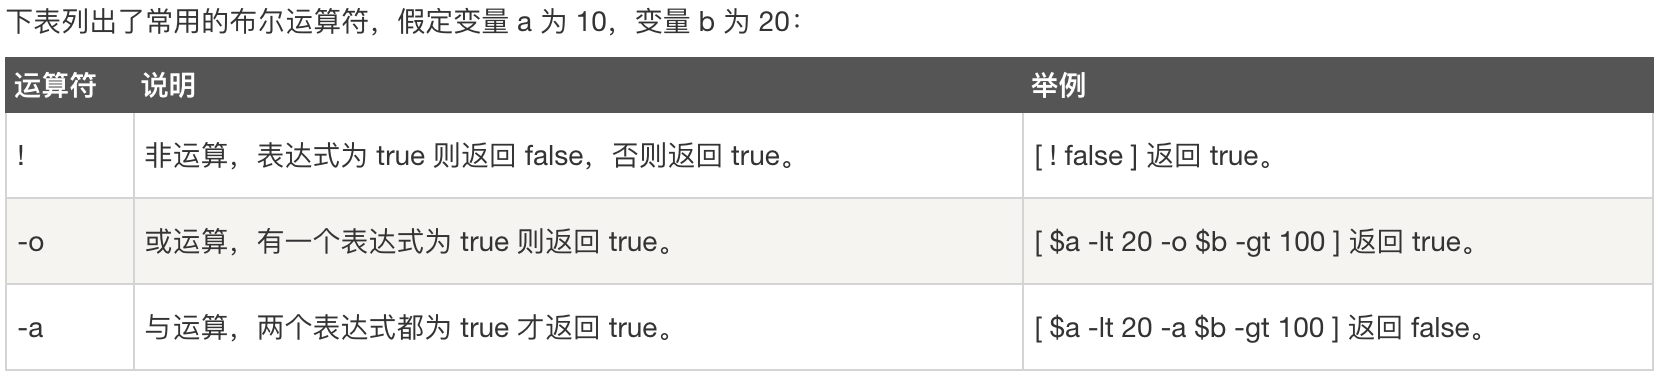 下表列出了常用的布尔运算符，假定变量 a 为 10，变量 b 为 20：
运算符 说明 举例
! 非运算，表达式为 true 则返回 false，否则返回 true。 [ ! false ] 返回 true。
-o 或运算，有一个表达式为 true 则返回 true。 [ $a -lt 20 -o $b -gt 100 ] 返回 true。
-a 与运算，两个表达式都为 true 才返回 true。 [ $a -lt 20 -a $b -gt 100 ] 返回 false。